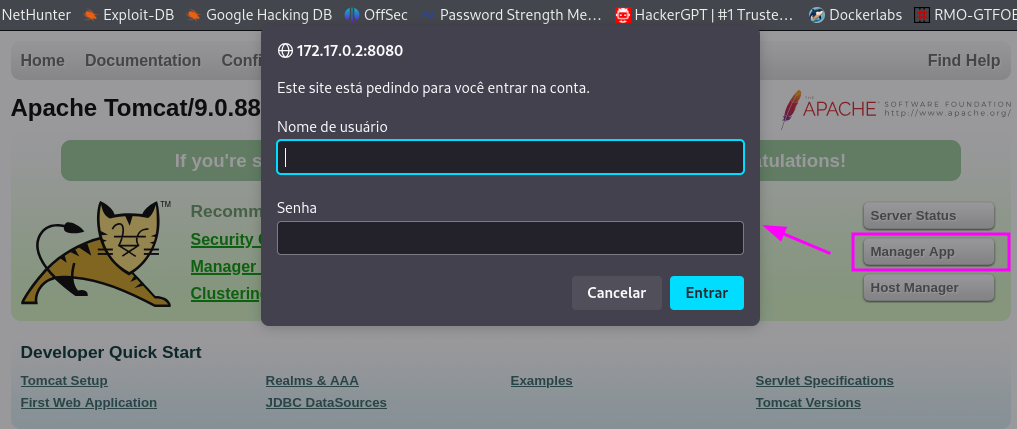 NetHunter Exploit-DB Google Hacking DB OffSec Password Strength Me… HackerGPT | #1 Truste… Dockerlabs RMO-GTFOB
172.17.0.2:8080
Este site está pedindo para você entrar na conta.
Nome de usuário
Senha
Cancelar Entrar
Home Documentation Confi Find Help
Apache Tomcat/9.0.88
THE APACHE SOFTWARE FOUNDATION
http://www.apache.org/
If you're s tulations!
TM
Recomm
Security
Manager
Clustering
Server Status
Manager App
Host Manager
Developer Quick Start
Tomcat Setup Realms & AAA Examples Servlet Specifications
First Web Application JDBC DataSources Tomcat Versions